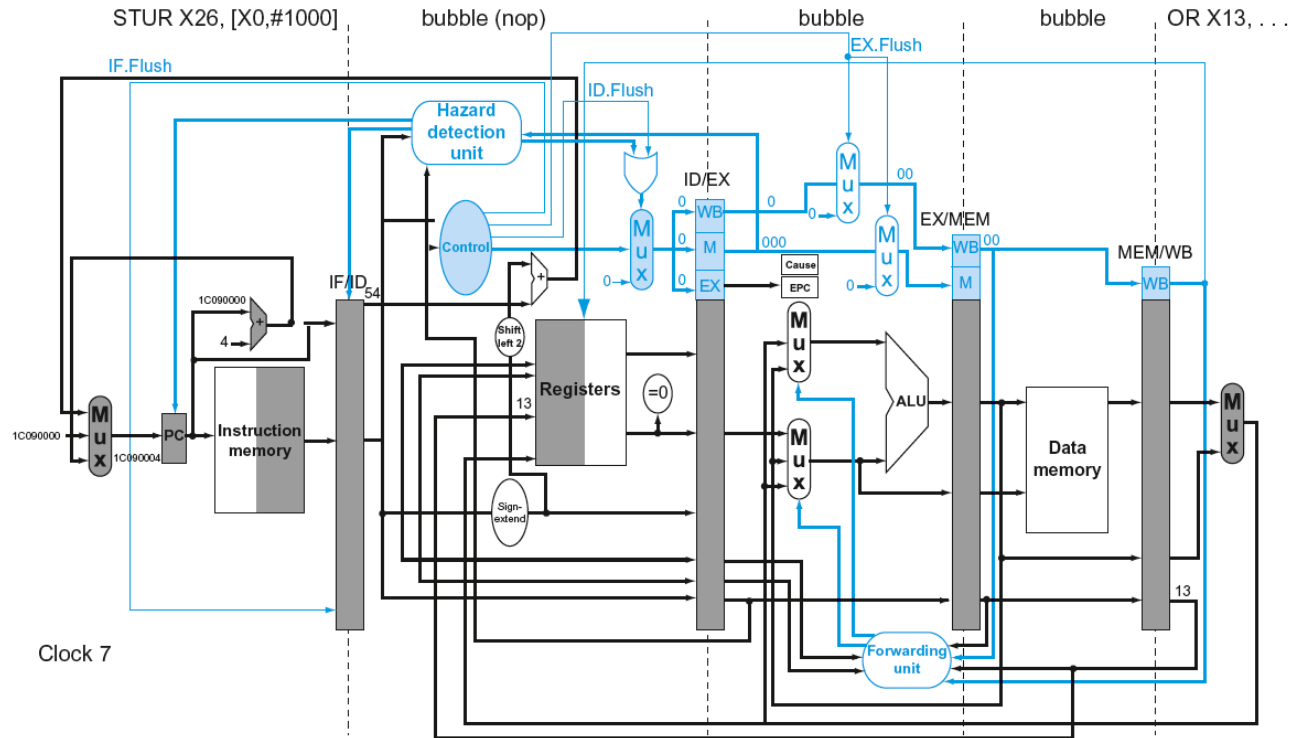 STUR X26, [X0,#1000]
bubble (nop)
bubble
bubble
OR X13, . . .
IF.Flush
EX.Flush
ID.Flush
Hazard
detection
unit
Control
Mux
0
ID/EX
0
WB
0
M
0
EX
0
000
Mux
0
00
Mux
0
Cause
EPC
EX/MEM
WB
00
M
MEM/WB
WB
IF/ID
54
+
1C090000
+
4
Shift
left 2
Registers
13
=0
Mux
1C090000
1C090004
PC
Instruction
memory
Sign-
extend
Mux
Mux
ALU
Data
memory
Mux
13
Forwarding
unit
Clock 7